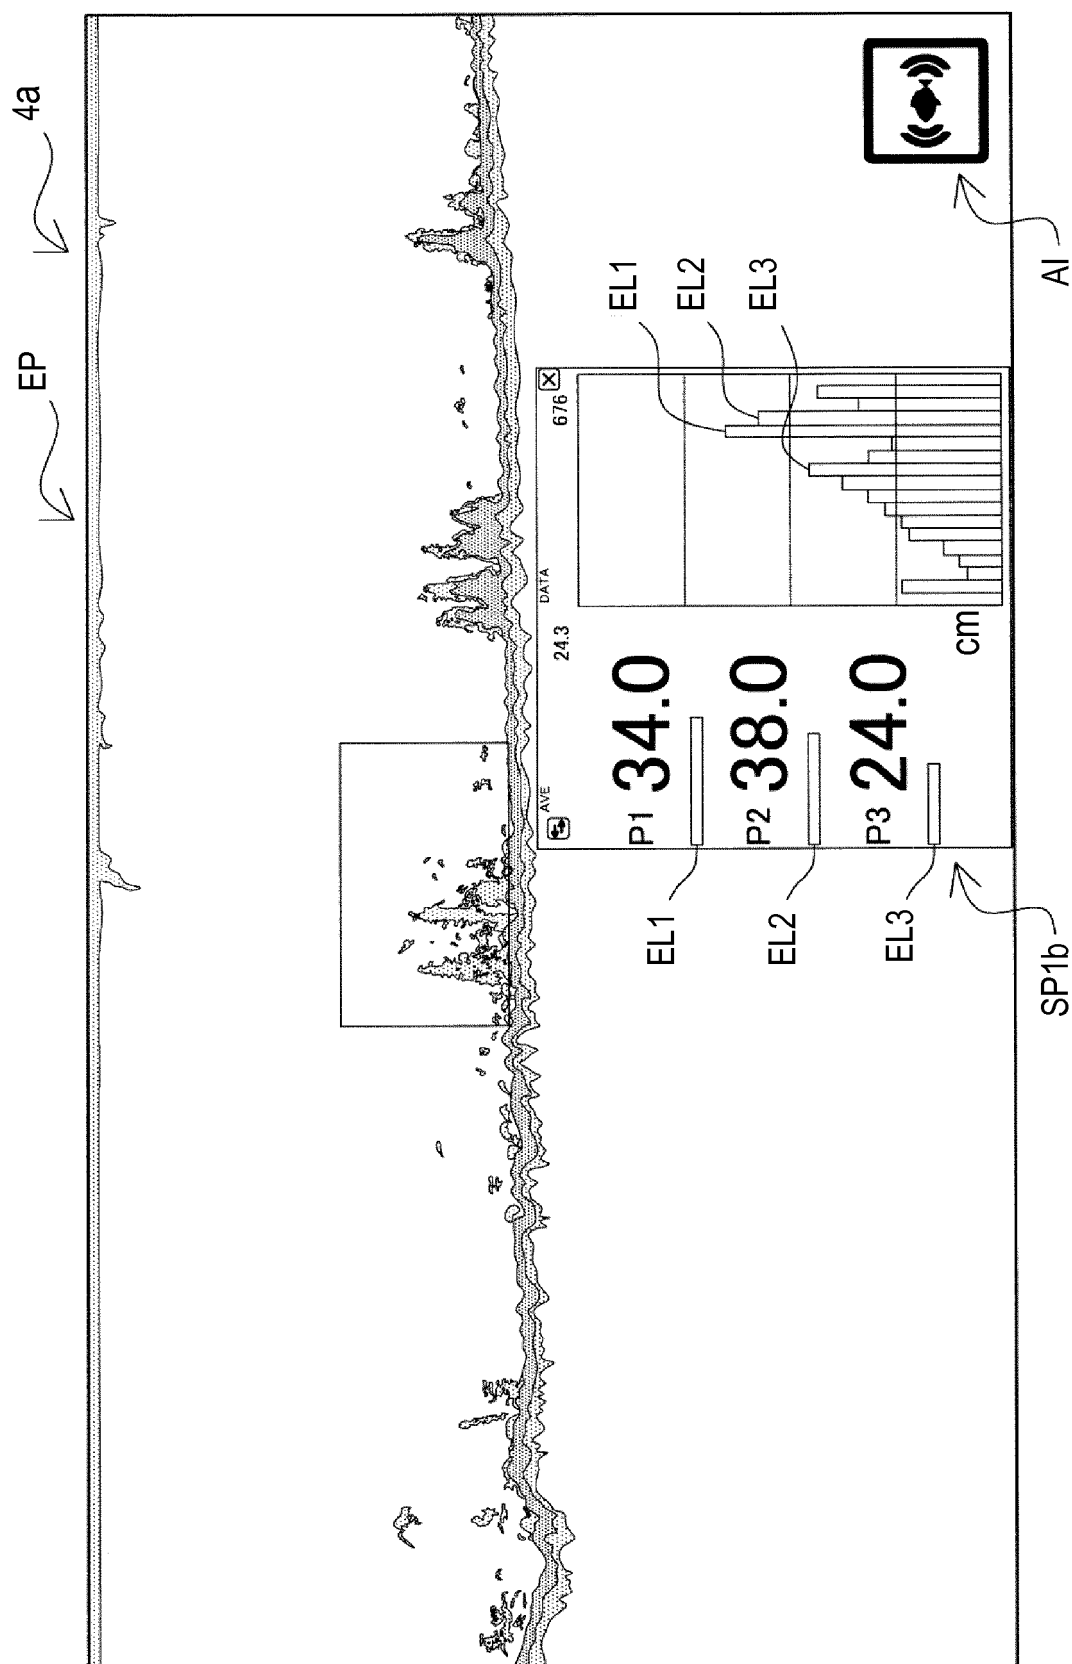 4a
EP
AVE
24.3
DATA
676
P1 34.0
P2 38.0
P3 24.0
cm
EL1
EL2
EL3
EL1
EL2
EL3
SP1b
AI